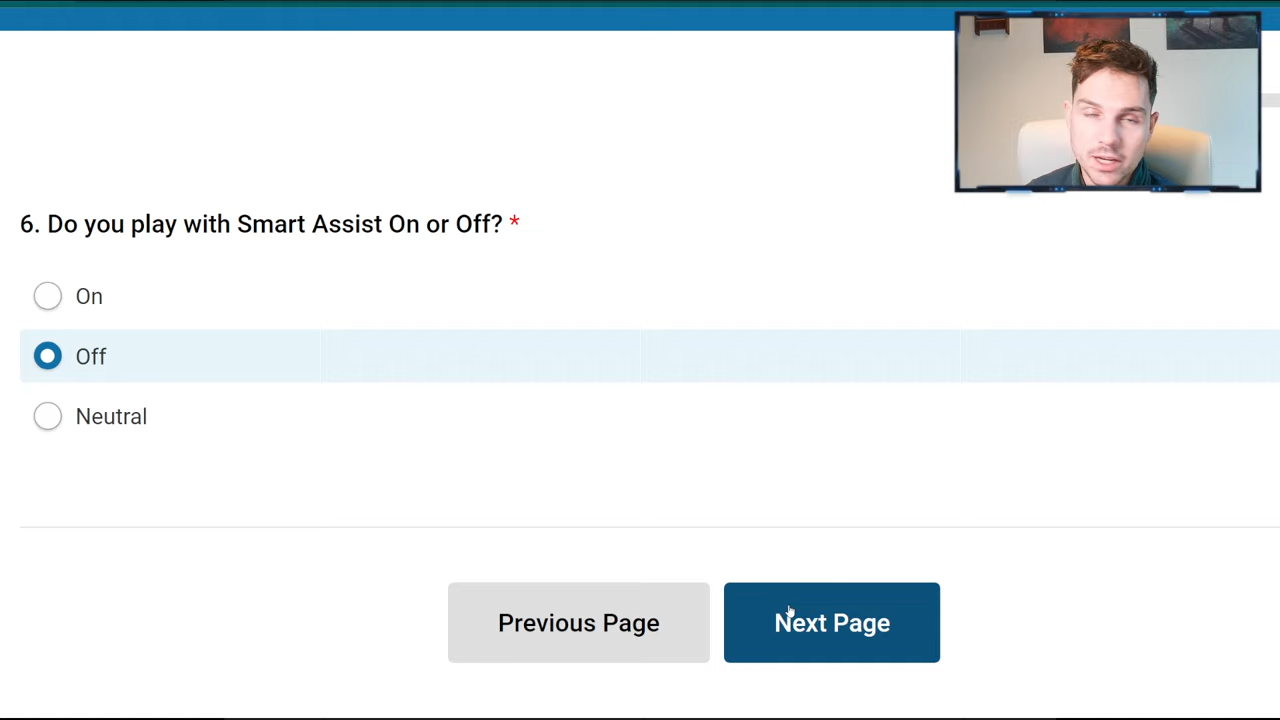 6. Do you play with Smart Assist On or Off? *
On
Off
Neutral
Previous Page
Next Page